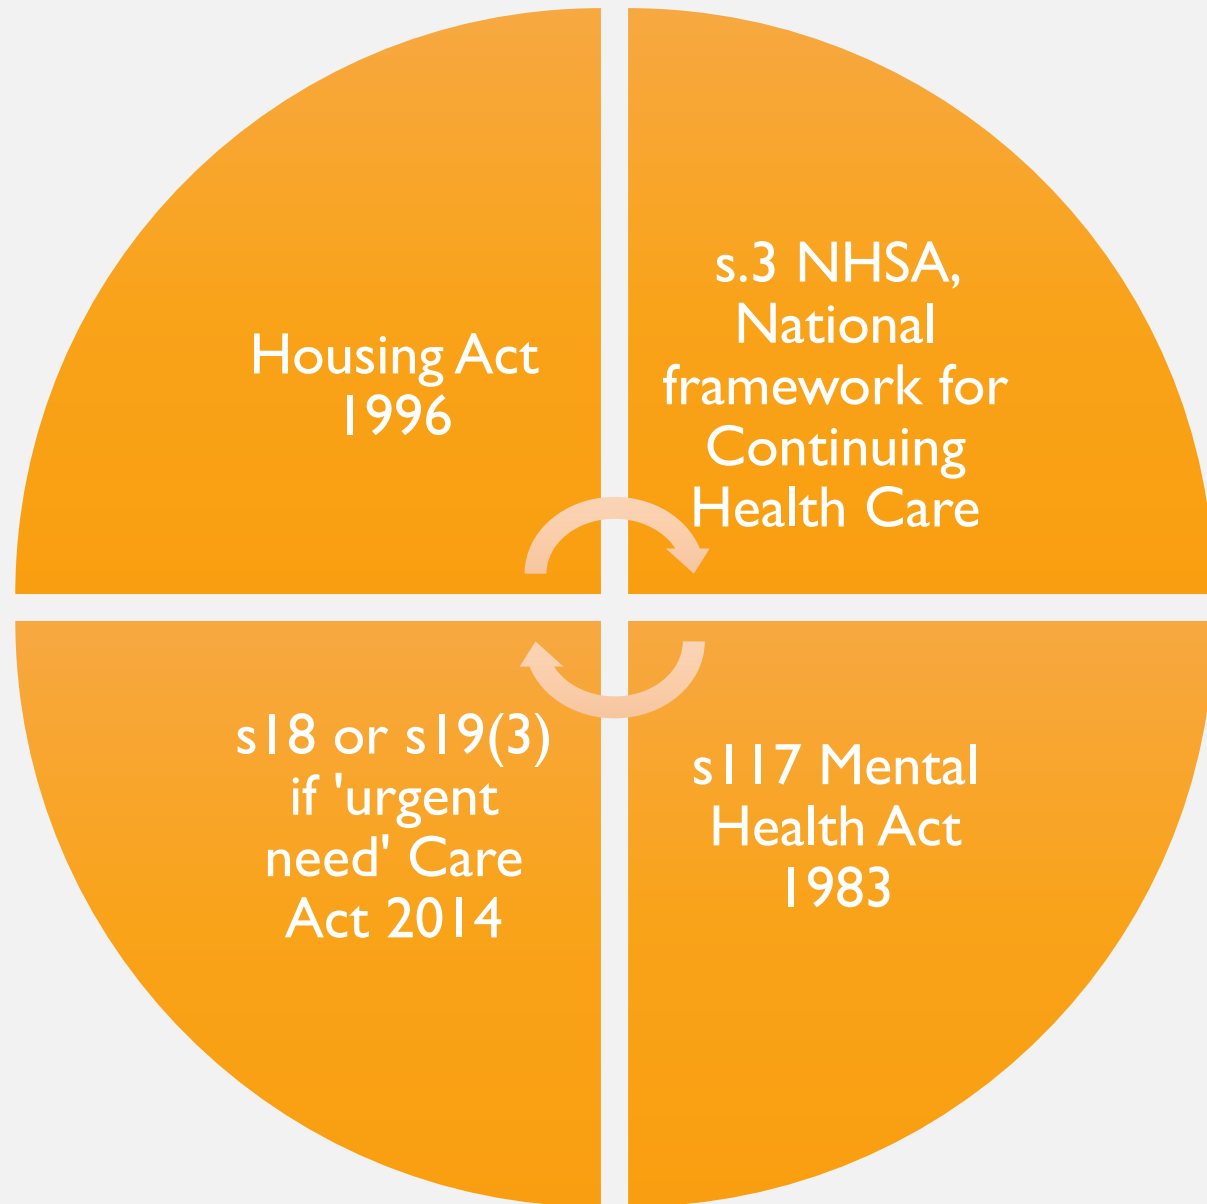 Housing Act
1996
s.3 NHSA,
National
framework for
Continuing
Health Care
s18 or s19(3)
if 'urgent
need' Care
Act 2014
s117 Mental
Health Act
1983